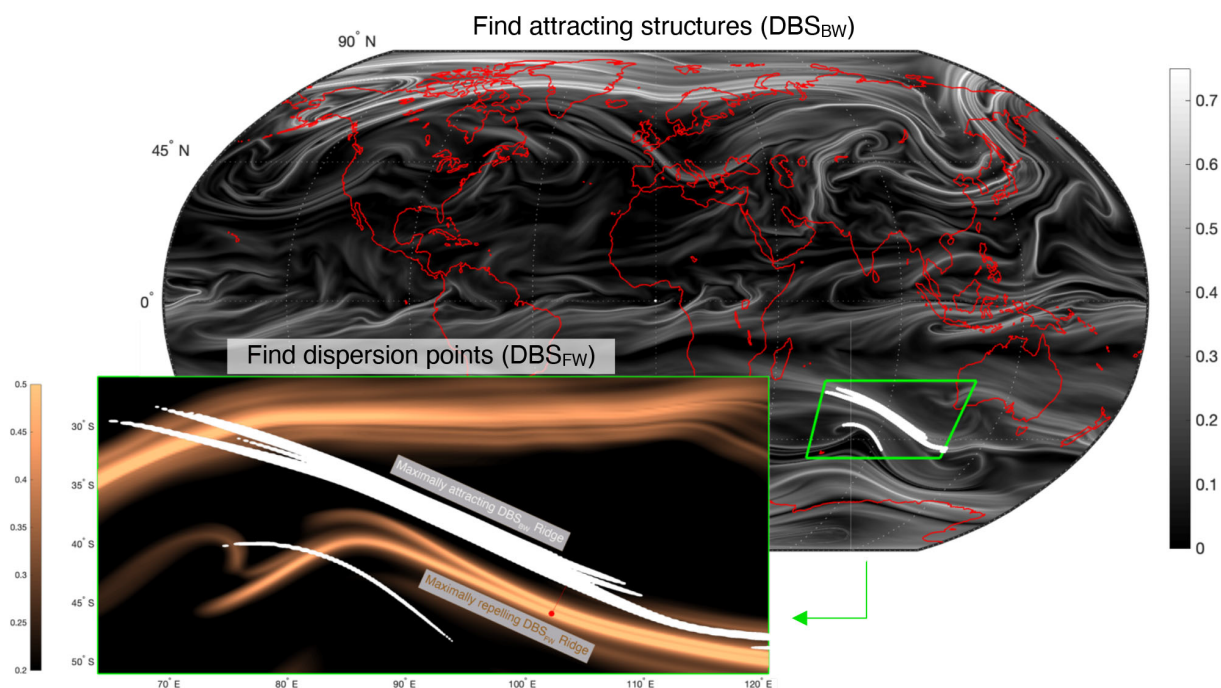 Find attracting structures (DBS_BW)
90° N
45° N
0°
0.7
0.6
0.5
0.4
0.3
0.2
0.1
0
Find dispersion points (DBS_FW)
0.5
0.45
0.4
0.35
0.3
0.25
0.2
30° S
35° S
40° S
45° S
50° S
Maximally attracting DBS_BW Ridge
Maximally repelling DBS_FW Ridge
70° E
80° E
90° E
100° E
110° E
120° E